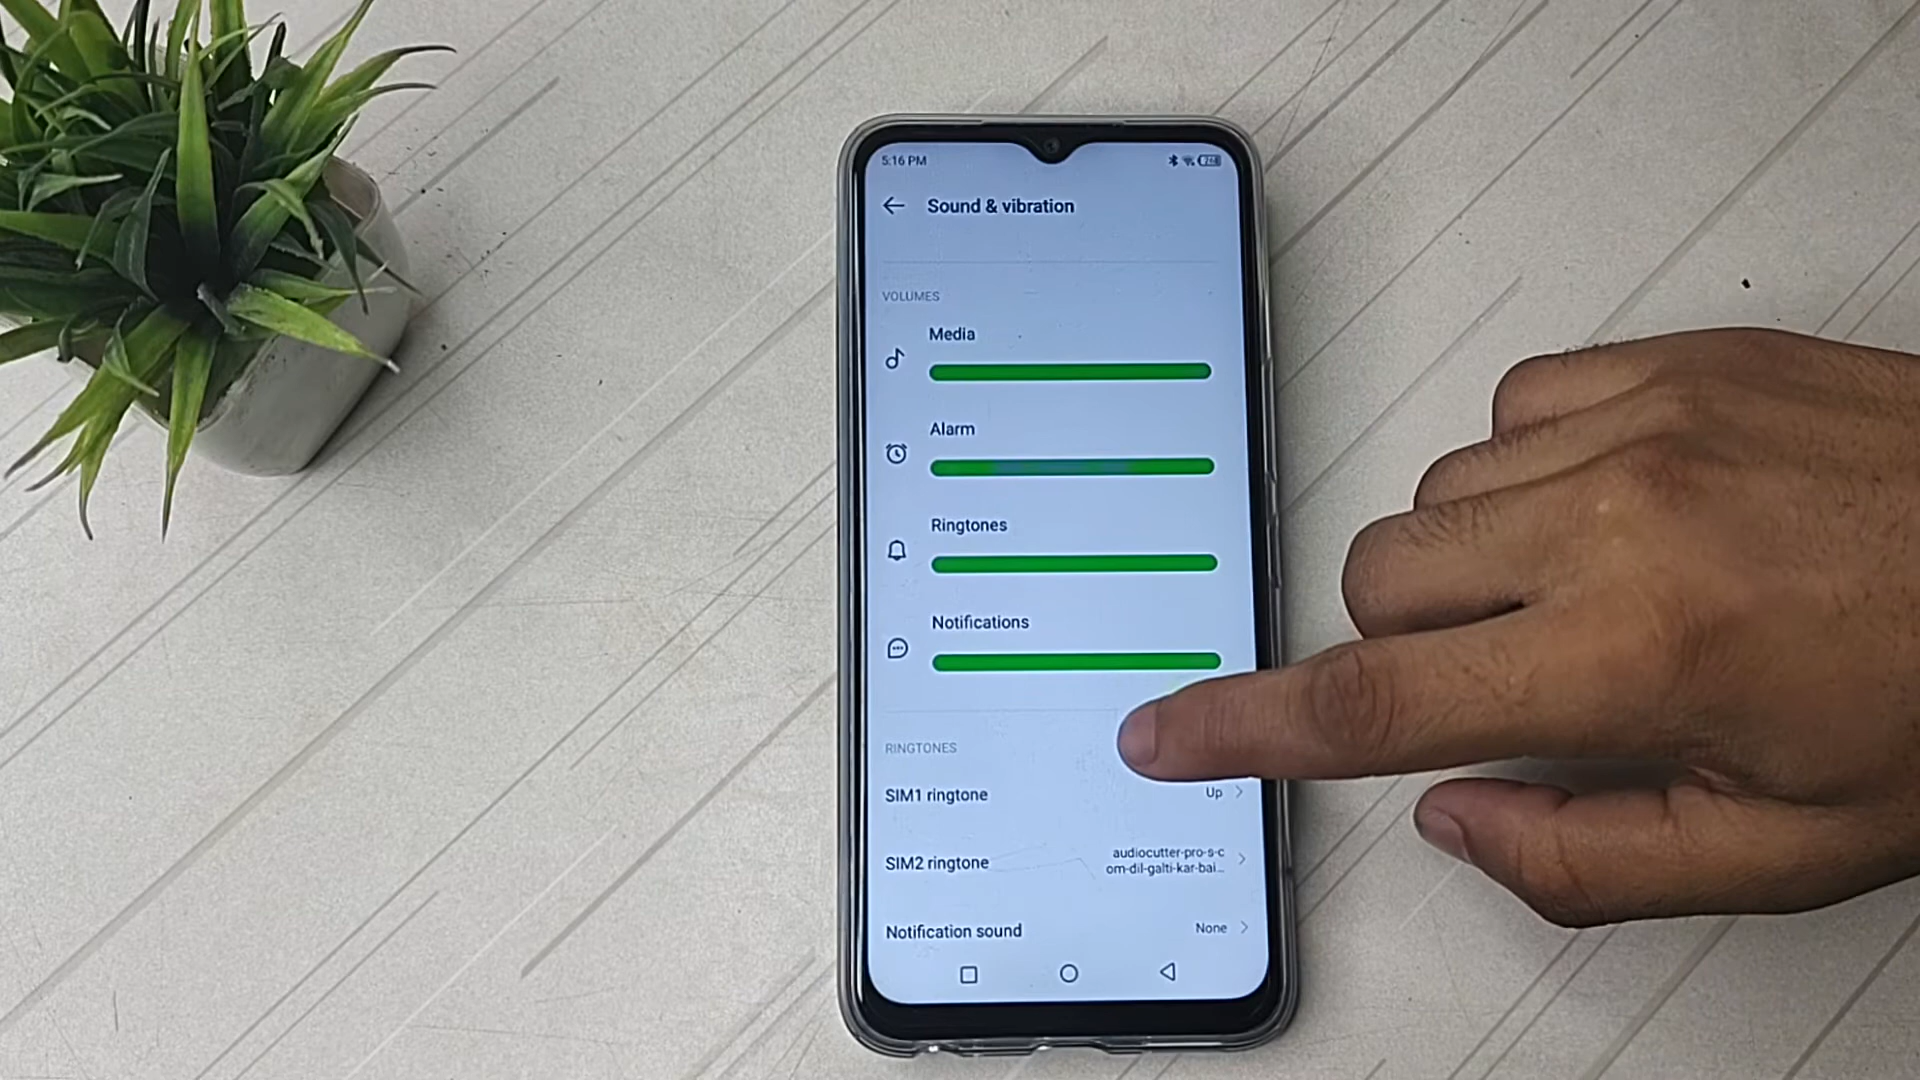 5:16 PM
Sound & vibration
VOLUMES
Media
Alarm
Ringtones
Notifications
RINGTONES
SIM1 ringtone
Up
SIM2 ringtone
audiocutter-pro-s-c
om-dil-galti-kar-bai...
Notification sound
None